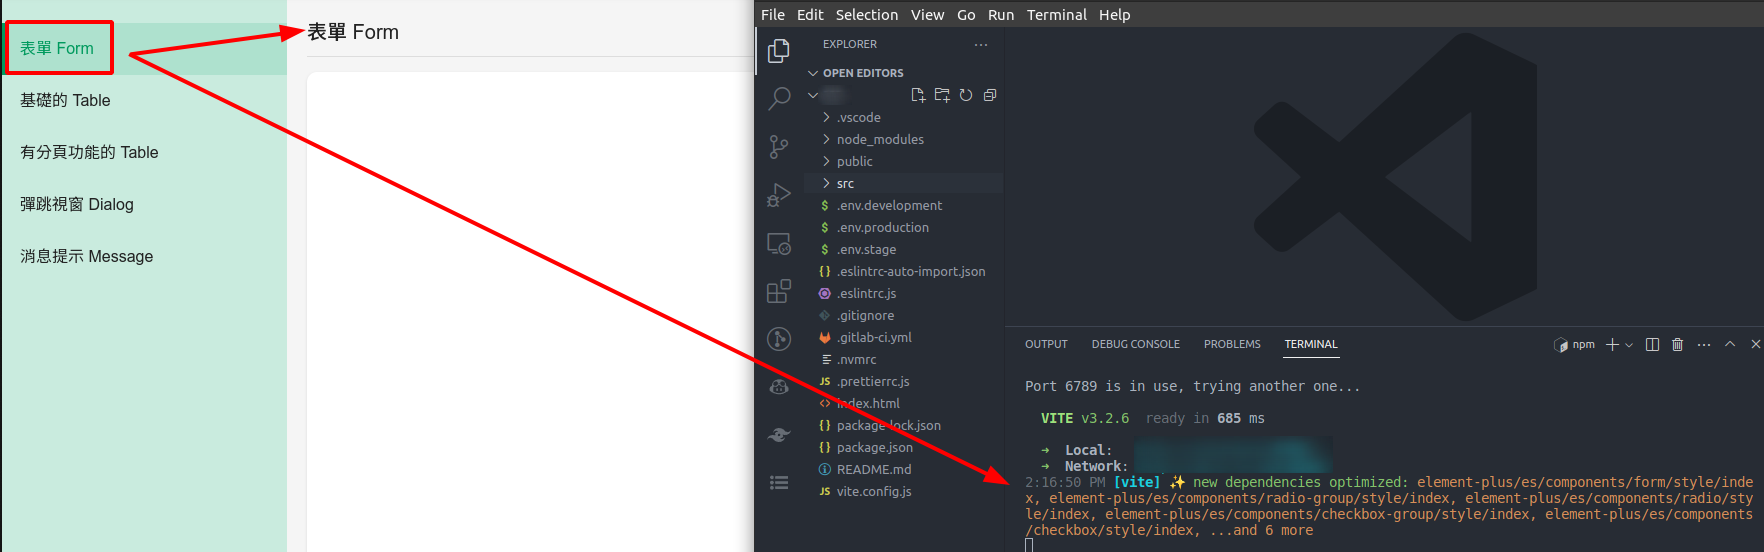 表單 Form
基礎的 Table
有分頁功能的 Table
彈跳視窗 Dialog
消息提示 Message
表單 Form
File Edit Selection View Go Run Terminal Help
EXPLORER
OPEN EDITORS
.vscode
node_modules
public
src
.env.development
.env.production
.env.stage
.eslintrc-auto-import.json
.eslintrc.js
.gitignore
.gitlab-ci.yml
.nvmrc
.prettierrc.js
index.html
package-lock.json
package.json
README.md
vite.config.js
OUTPUT DEBUG CONSOLE PROBLEMS TERMINAL
npm
Port 6789 is in use, trying another one...
VITE v3.2.6 ready in 685 ms
➜ Local:
➜ Network:
2:16:50 PM [vite] ✨ new dependencies optimized: element-plus/es/components/form/style/inde
x, element-plus/es/components/radio-group/style/index, element-plus/es/components/radio/sty
le/index, element-plus/es/components/checkbox-group/style/index, element-plus/es/components
/checkbox/style/index, ...and 6 more